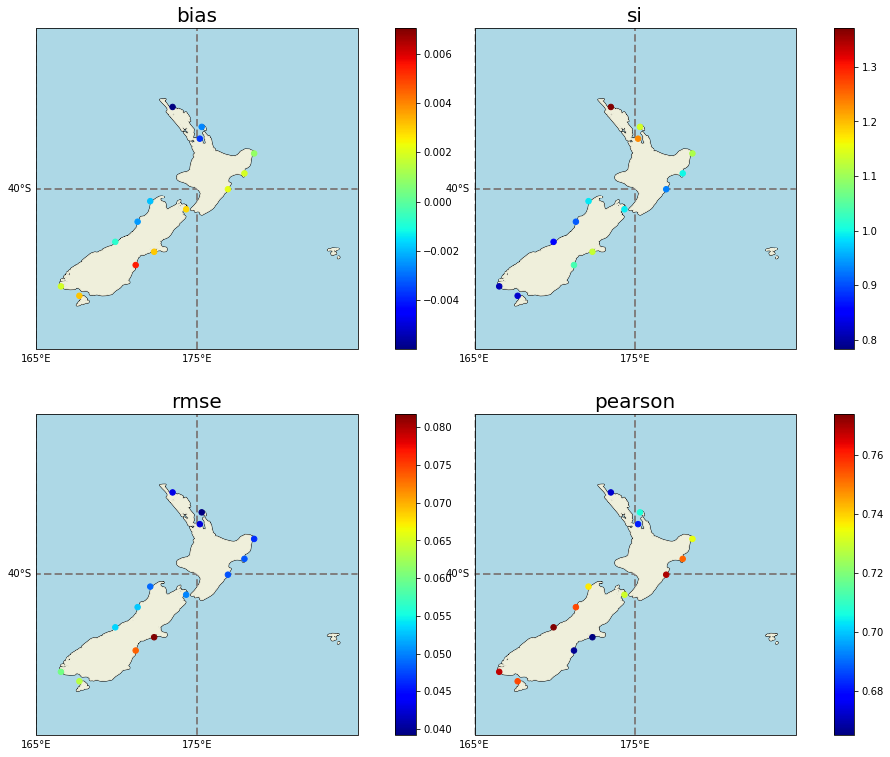 bias
0.006
0.004
0.002
0.000
−0.002
−0.004
40°S
165°E
175°E
si
1.3
1.2
1.1
1.0
0.9
0.8
165°E
175°E
rmse
0.080
0.075
0.070
0.065
0.060
0.055
0.050
0.045
0.040
40°S
165°E
175°E
pearson
0.76
0.74
0.72
0.70
0.68
40°S
165°E
175°E